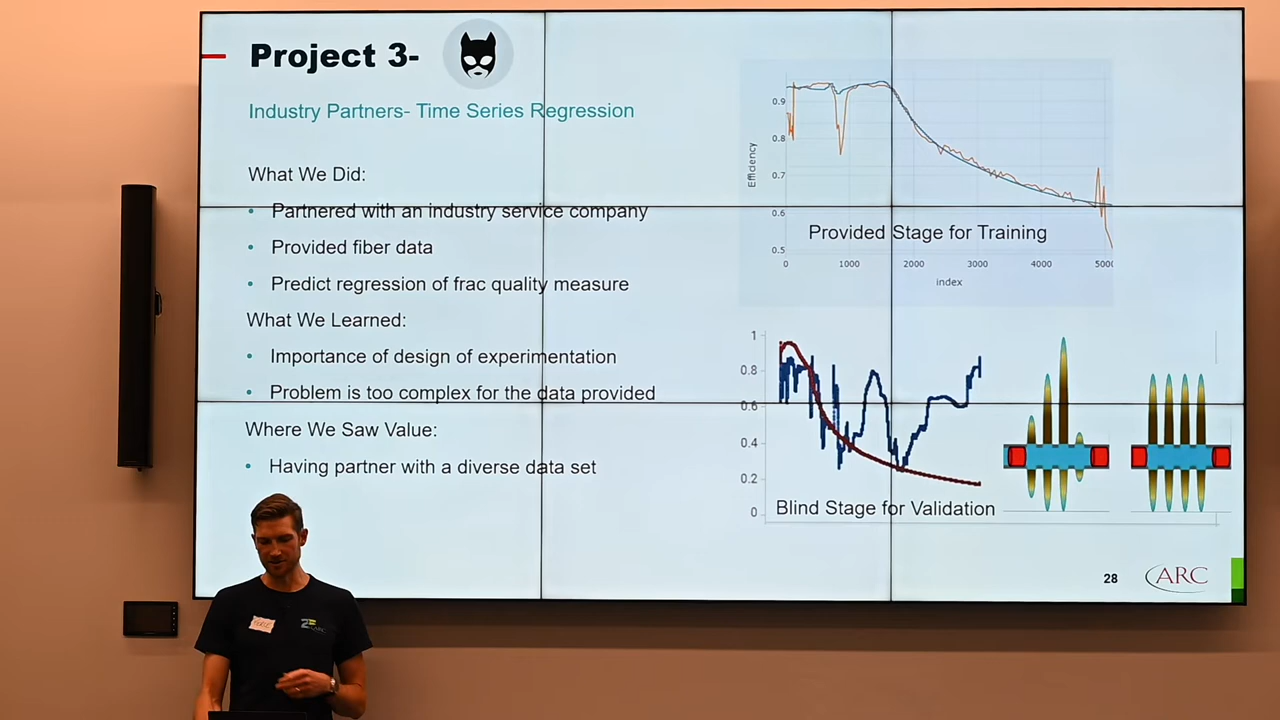 Project 3-
Industry Partners- Time Series Regression
What We Did:
• Partnered with an industry service company
• Provided fiber data
• Predict regression of frac quality measure
What We Learned:
• Importance of design of experimentation
• Problem is too complex for the data provided
Where We Saw Value:
• Having partner with a diverse data set
Efficiency
0.9
0.8
0.7
0.6
0.5
Provided Stage for Training
0 1000 2000 3000 4000 5000
index
1
0.8
0.6
0.4
0.2
0
Blind Stage for Validation
28
ARC